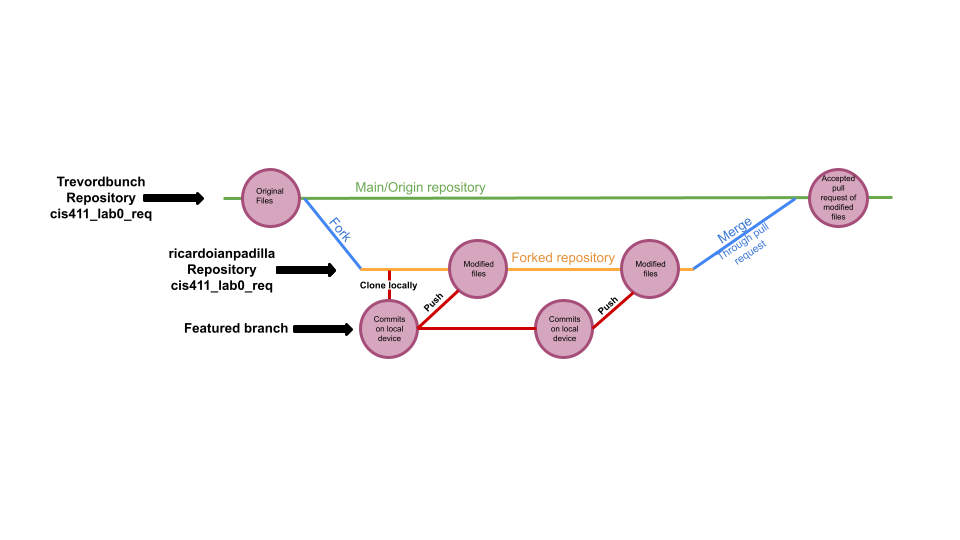 Trevordbunch
Repository
cis411_lab0_req
Original
Files
Main/Origin repository
Accepted
pull
request of
modified
files
Fork
Merge
Through pull
request
ricardoianpadilla
Repository
cis411_lab0_req
Modified
files
Forked repository
Modified
files
Clone locally
Push
Push
Featured branch
Commits
on local
device
Commits
on local
device